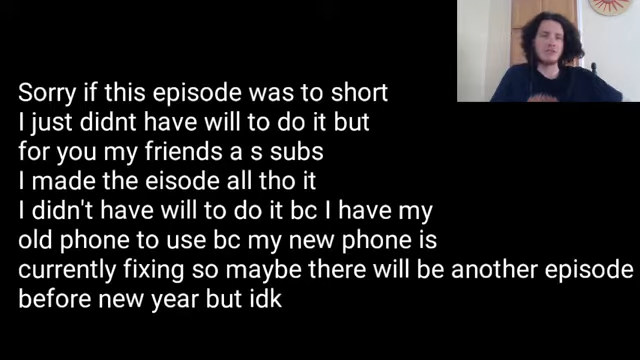 Sorry if this episode was to short
I just didnt have will to do it but
for you my friends a s subs
I made the eisode all tho it
I didn't have will to do it bc I have my
old phone to use bc my new phone is
currently fixing so maybe there will be another episode
before new year but idk